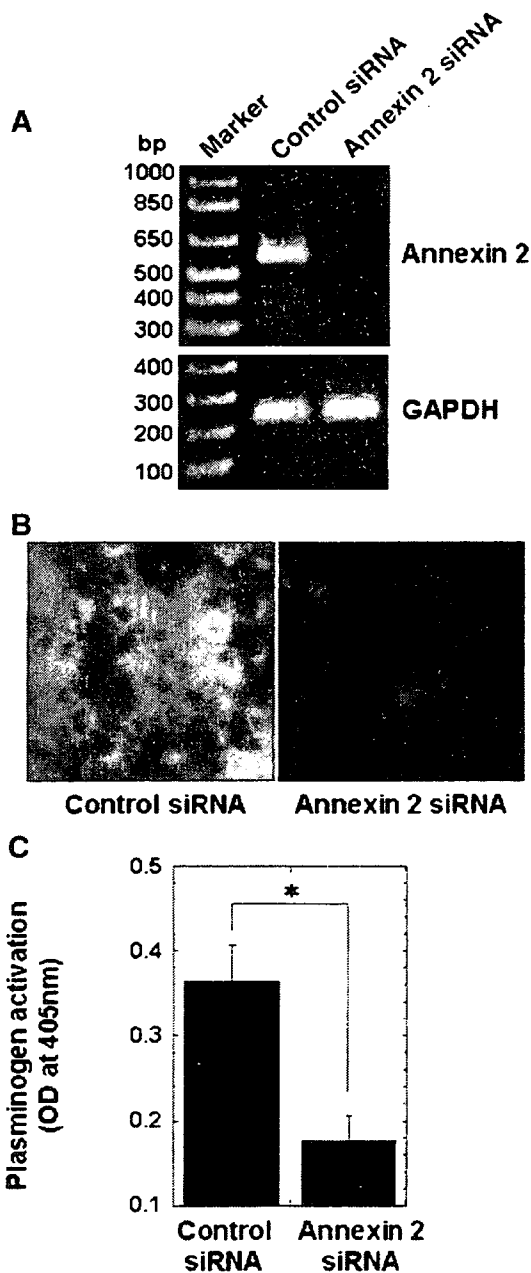 A
bp
Marker
Control siRNA
Annexin 2 siRNA
1000
850
650
500
400
300
Annexin 2
400
300
200
100
GAPDH
B
Control siRNA
Annexin 2 siRNA
C
Plasminogen activation
(OD at 405nm)
0.5
0.4
0.3
0.2
0.1
*
Control
siRNA
Annexin 2
siRNA